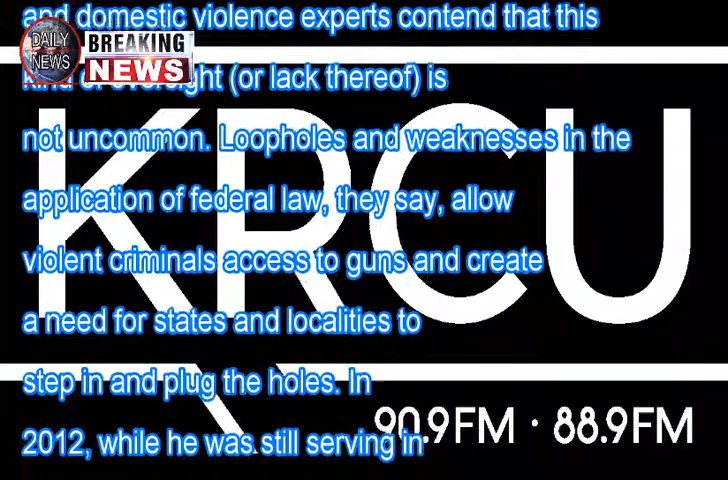 and domestic violence experts contend that this
DAILY NEWS
BREAKING
NEWS
kind of oversight (or lack thereof) is
KRCU
not uncommon. Loopholes and weaknesses in the
application of federal law, they say, allow
violent criminals access to guns and create
a need for states and localities to
step in and plug the holes. In
90.9FM · 88.9FM
2012, while he was still serving in